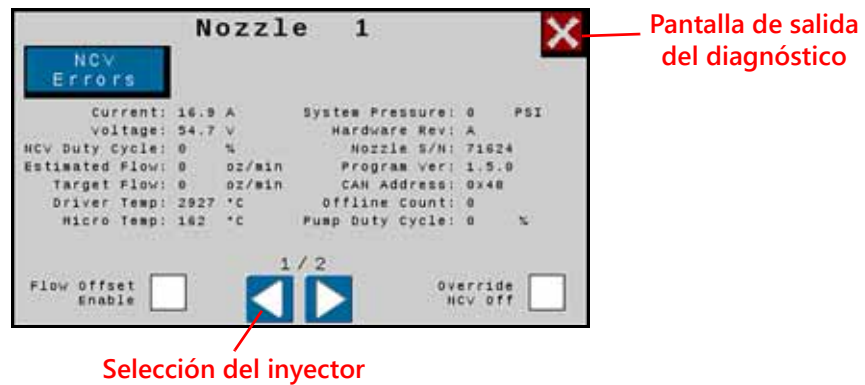 Nozzle 1
Pantalla de salida
del diagnóstico
NCV
Errors
Current: 16.9 A
System Pressure: 0 PSI
Voltage: 54.7 V
Hardware Rev: A
NCV Duty Cycle: 0 %
Nozzle S/N: 71624
Estimated Flow: 0 oz/min
Program Ver: 1.5.0
Target Flow: 0 oz/min
CAN Address: 0x40
Driver Temp: 2927 °C
Offline Count: 0
Micro Temp: 162 °C
Pump Duty Cycle: 0 %
1/2
Flow Offset
Enable
Override
NCV Off
Selección del inyector